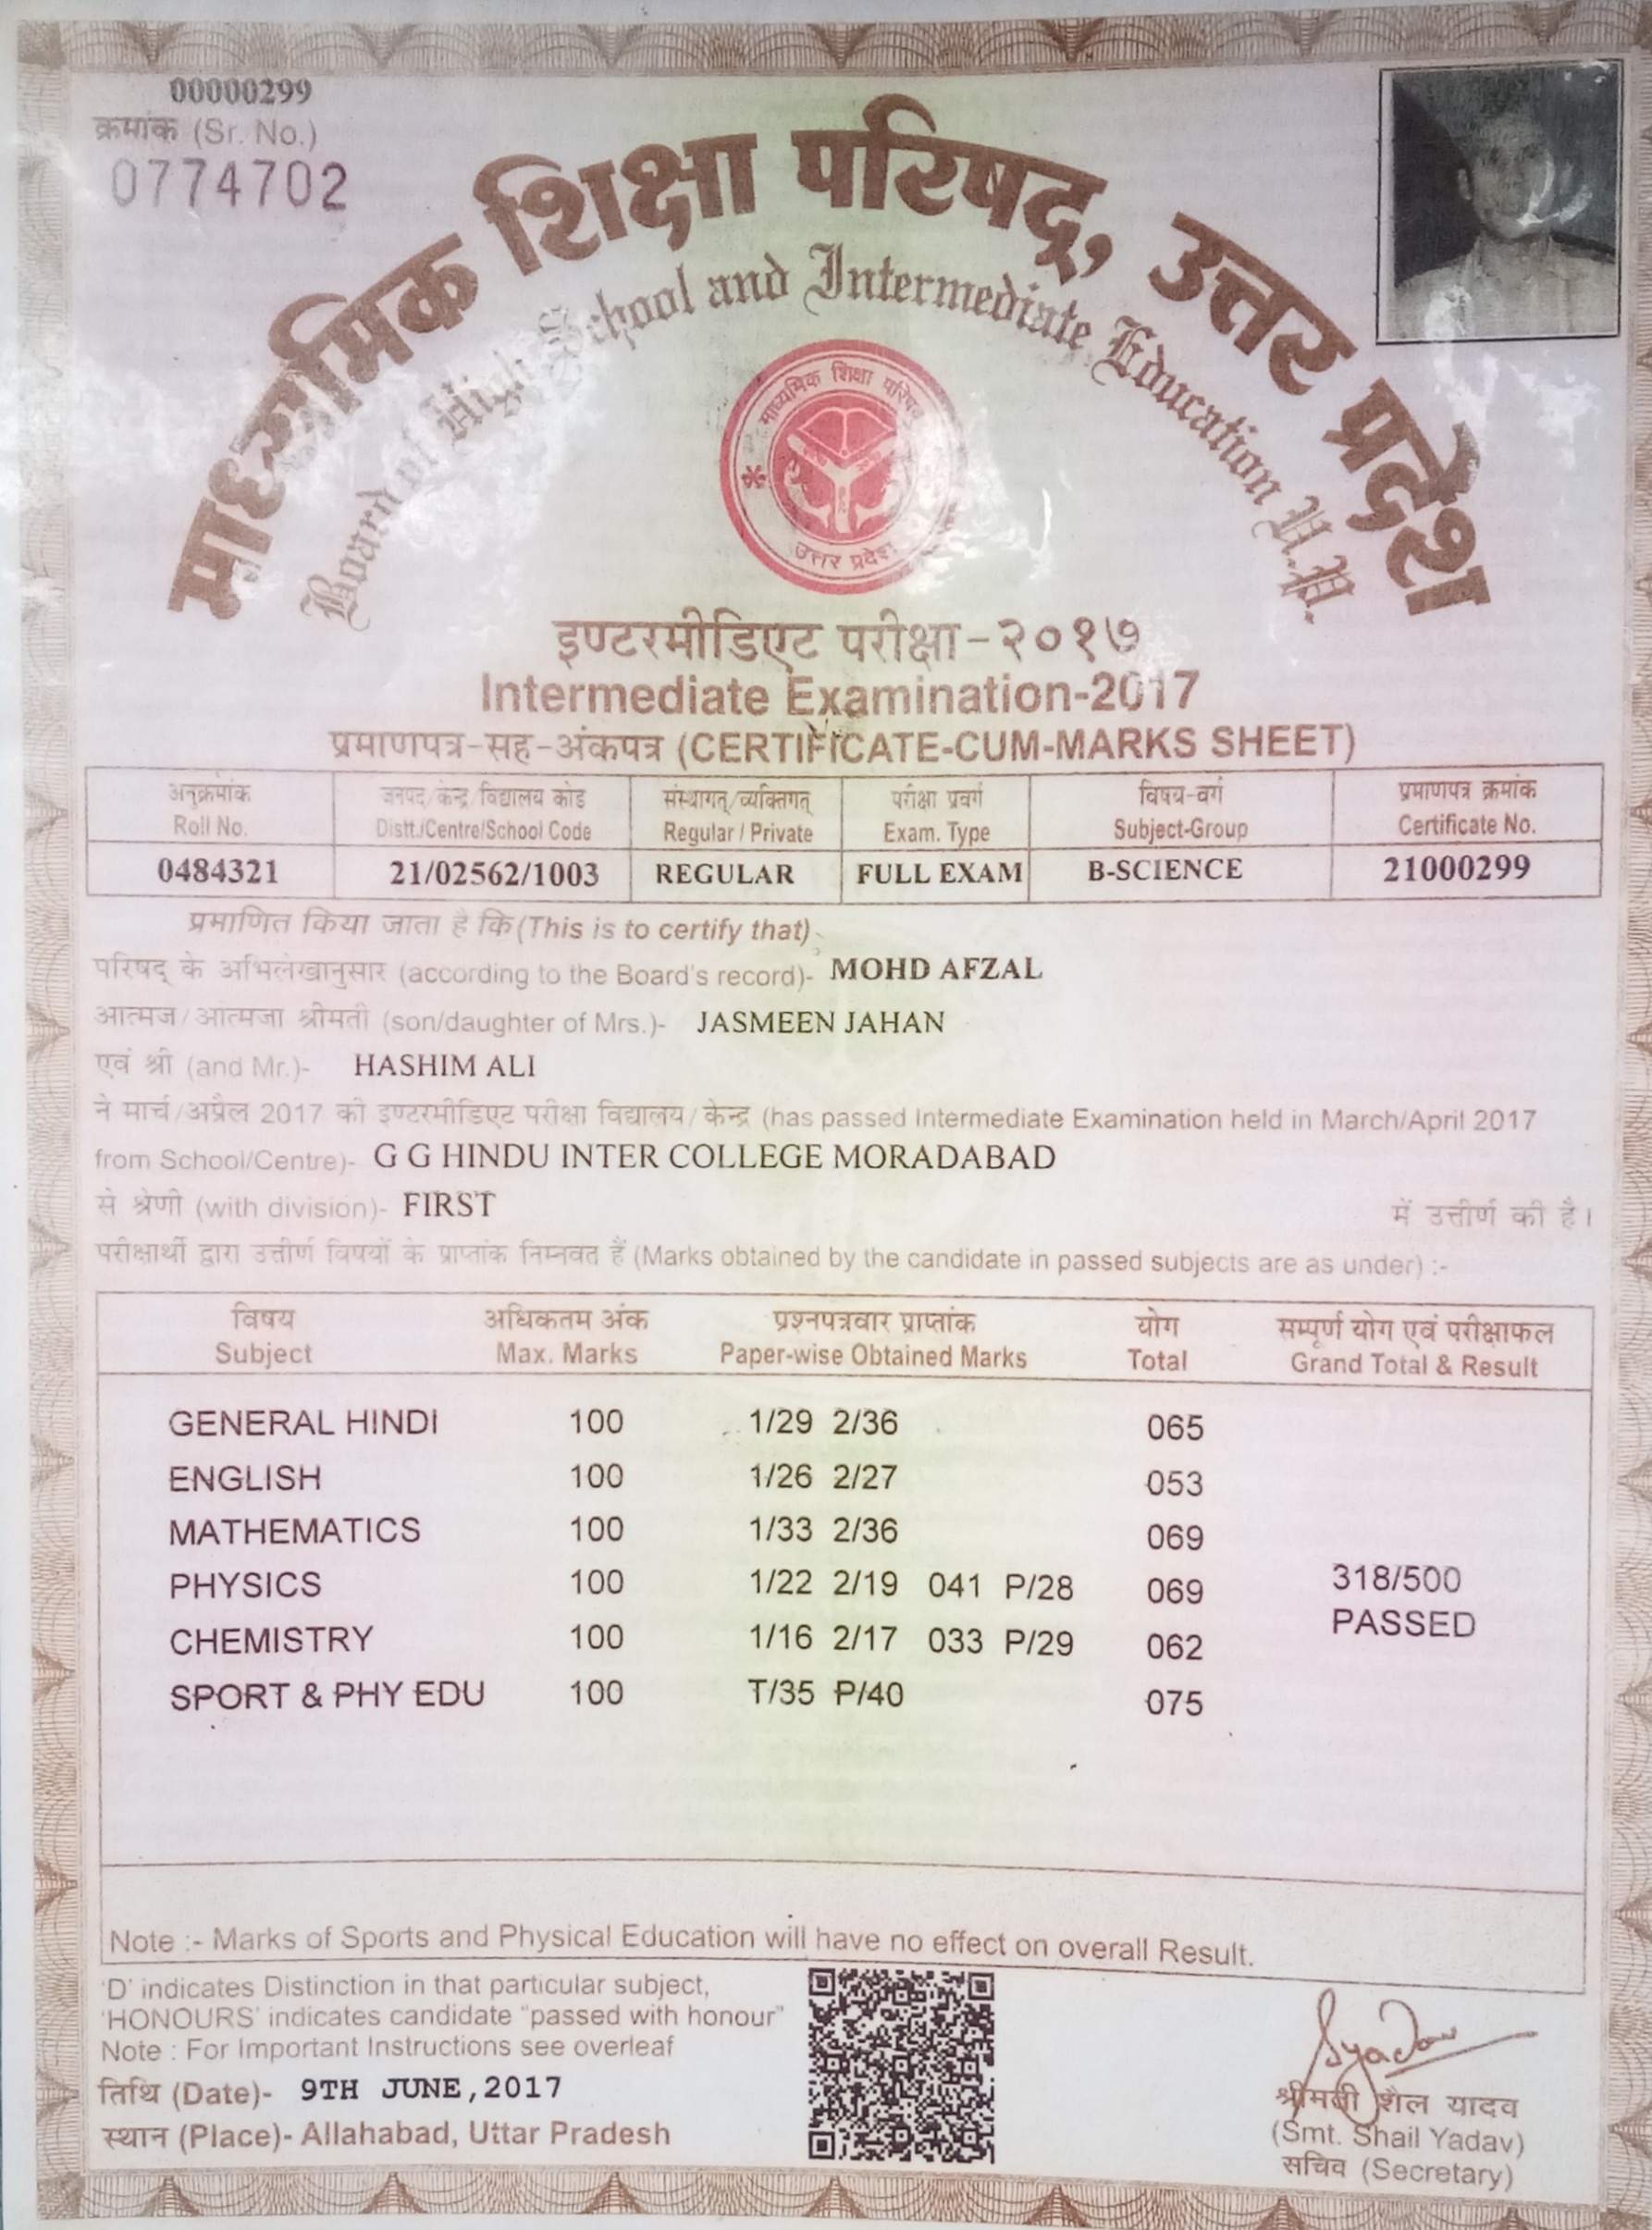 00000299
क्रमांक (Sr. No.)
0774702
माध्यमिक शिक्षा परिषद्, उत्तर प्रदेश
Board of High School and Intermediate Education U.P.
माध्यमिक शिक्षा परिषद्
उत्तर प्रदेश
इण्टरमीडिएट परीक्षा-२०१७
Intermediate Examination-2017
प्रमाणपत्र-सह-अंकपत्र (CERTIFICATE-CUM-MARKS SHEET)
अनुक्रमांक जनपद/केन्द्र/विद्यालय कोड संस्थागत्/व्यक्तिगत् परीक्षा प्रवर्ग विषय-वर्ग प्रमाणपत्र क्रमांक
Roll No. Distt./Centre/School Code Regular / Private Exam. Type Subject-Group Certificate No.
0484321 21/02562/1003 REGULAR FULL EXAM B-SCIENCE 21000299
प्रमाणित किया जाता है कि (This is to certify that)
परिषद् के अभिलेखानुसार (according to the Board's record)- MOHD AFZAL
आत्मज/आत्मजा श्रीमती (son/daughter of Mrs.)- JASMEEN JAHAN
एवं श्री (and Mr.)- HASHIM ALI
ने मार्च/अप्रैल 2017 की इण्टरमीडिएट परीक्षा विद्यालय/केन्द्र (has passed Intermediate Examination held in March/April 2017
from School/Centre)- G G HINDU INTER COLLEGE MORADABAD
से श्रेणी (with division)- FIRST में उत्तीर्ण की है।
परीक्षार्थी द्वारा उत्तीर्ण विषयों के प्राप्तांक निम्नवत हैं (Marks obtained by the candidate in passed subjects are as under) :-
विषय अधिकतम अंक प्रश्नपत्रवार प्राप्तांक योग सम्पूर्ण योग एवं परीक्षाफल
Subject Max. Marks Paper-wise Obtained Marks Total Grand Total & Result
GENERAL HINDI 100 1/29 2/36 065
ENGLISH 100 1/26 2/27 053
MATHEMATICS 100 1/33 2/36 069
PHYSICS 100 1/22 2/19 041 P/28 069 318/500
PASSED
CHEMISTRY 100 1/16 2/17 033 P/29 062
SPORT & PHY EDU 100 T/35 P/40 075
Note :- Marks of Sports and Physical Education will have no effect on overall Result.
'D' indicates Distinction in that particular subject,
'HONOURS' indicates candidate "passed with honour"
Note : For Important Instructions see overleaf
तिथि (Date)- 9TH JUNE,2017
स्थान (Place)- Allahabad, Uttar Pradesh
Syadav
श्रीमती शैल यादव
(Smt. Shail Yadav)
सचिव (Secretary)